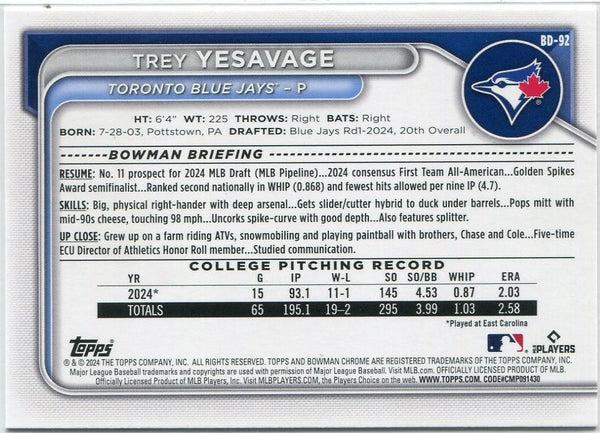 BD-92
TREY YESAVAGE
TORONTO BLUE JAYS™ – P
HT: 6'4" WT: 225 THROWS: Right BATS: Right
BORN: 7-28-03, Pottstown, PA DRAFTED: Blue Jays Rd1-2024, 20th Overall
BOWMAN BRIEFING
RESUME: No. 11 prospect for 2024 MLB Draft (MLB Pipeline)...2024 consensus First Team All-American...Golden Spikes
Award semifinalist...Ranked second nationally in WHIP (0.868) and fewest hits allowed per nine IP (4.7).
SKILLS: Big, physical right-hander with deep arsenal...Gets slider/cutter hybrid to duck under barrels...Pops mitt with
mid-90s cheese, touching 98 mph...Uncorks spike-curve with good depth...Also features splitter.
UP CLOSE: Grew up on a farm riding ATVs, snowmobiling and playing paintball with brothers, Chase and Cole...Five-time
ECU Director of Athletics Honor Roll member...Studied communication.
COLLEGE PITCHING RECORD
YR G IP W-L SO SO/BB WHIP ERA
2024* 15 93.1 11-1 145 4.53 0.87 2.03
TOTALS 65 195.1 19-2 295 3.99 1.03 2.58
*Played at East Carolina
Topps
MLB PLAYERS
® & © 2024 THE TOPPS COMPANY, INC. ALL RIGHTS RESERVED. TOPPS AND BOWMAN CHROME ARE REGISTERED TRADEMARKS OF THE TOPPS COMPANY, INC.
Major League Baseball trademarks and copyrights are used with permission of Major League Baseball. Visit MLB.com. OFFICIALLY LICENSED PRODUCT OF MLB PLAYERS, INC.
Officially Licensed Product of MLB Players, Inc. Visit MLBPLAYERS.com, the Players Choice on the web. WWW.TOPPS.COM. CODE#CMP091430